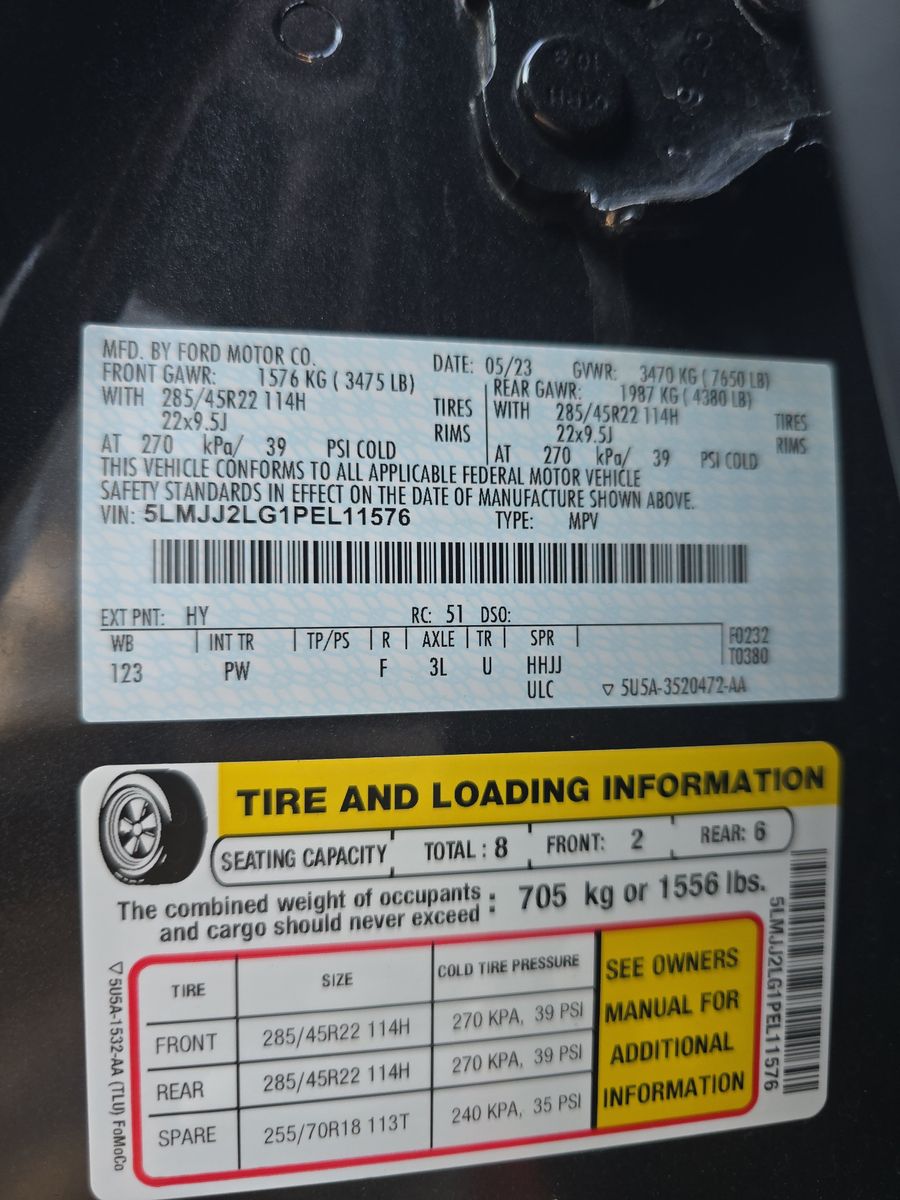 MFD. BY FORD MOTOR CO. DATE: 05/23 GVWR: 3470 KG ( 7650 LB)
FRONT GAWR: 1576 KG ( 3475 LB) REAR GAWR: 1987 KG ( 4380 LB)
WITH 285/45R22 114H TIRES WITH 285/45R22 114H TIRES
22x9.5J RIMS 22x9.5J RIMS
AT 270 kPa/ 39 PSI COLD AT 270 kPa/ 39 PSI COLD
THIS VEHICLE CONFORMS TO ALL APPLICABLE FEDERAL MOTOR VEHICLE
SAFETY STANDARDS IN EFFECT ON THE DATE OF MANUFACTURE SHOWN ABOVE.
VIN: 5LMJJ2LG1PEL11576 TYPE: MPV
EXT PNT: HY RC: 51 DSO:
WB INT TR TP/PS R AXLE TR SPR F0232
123 PW F 3L U HHJJ T0380
ULC ▽ 5U5A-3520472-AA
TIRE AND LOADING INFORMATION
SEATING CAPACITY TOTAL : 8 FRONT: 2 REAR: 6
The combined weight of occupants
and cargo should never exceed : 705 kg or 1556 lbs.
TIRE SIZE COLD TIRE PRESSURE
FRONT 285/45R22 114H 270 KPA, 39 PSI
REAR 285/45R22 114H 270 KPA, 39 PSI
SPARE 255/70R18 113T 240 KPA, 35 PSI
SEE OWNERS
MANUAL FOR
ADDITIONAL
INFORMATION
5LMJJ2LG1PEL11576
▽ 5U5A-1532-AA (TLU) FoMoCo